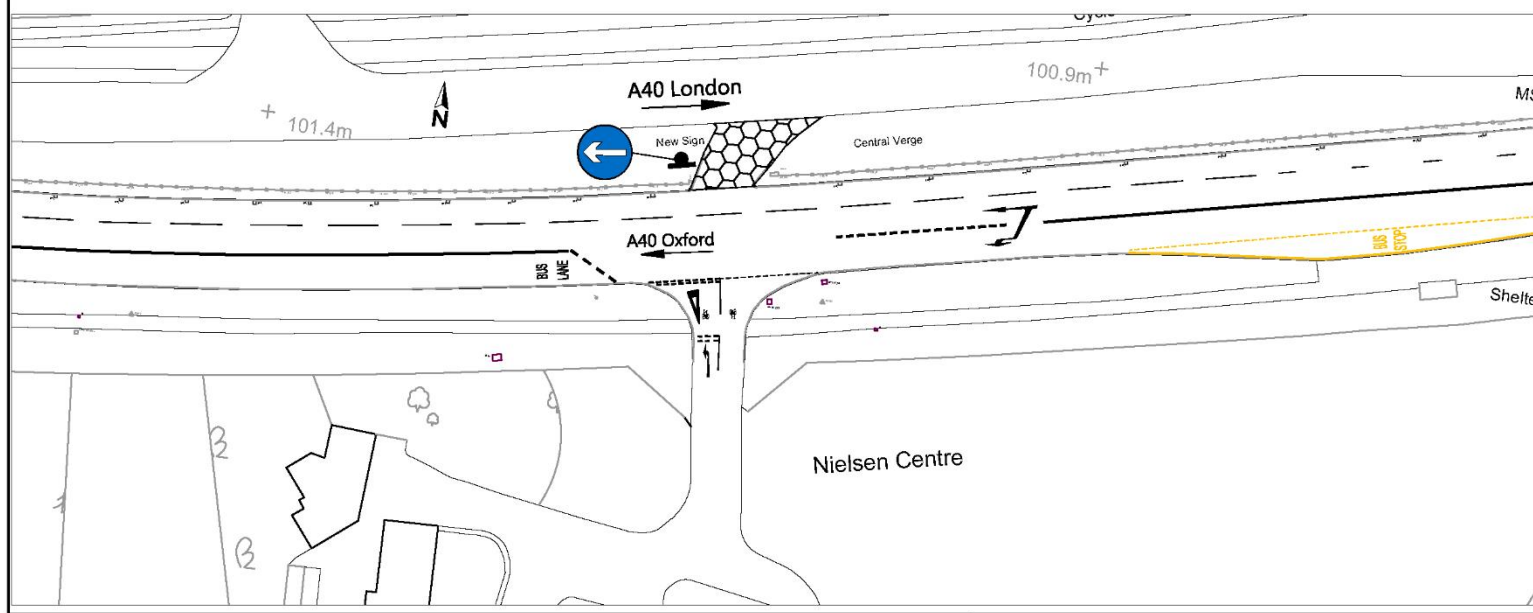 A40 London
100.9m
101.4m
N
New Sign
Central Verge
A40 Oxford
BUS
LANE
BUS
STOP
Nielsen Centre